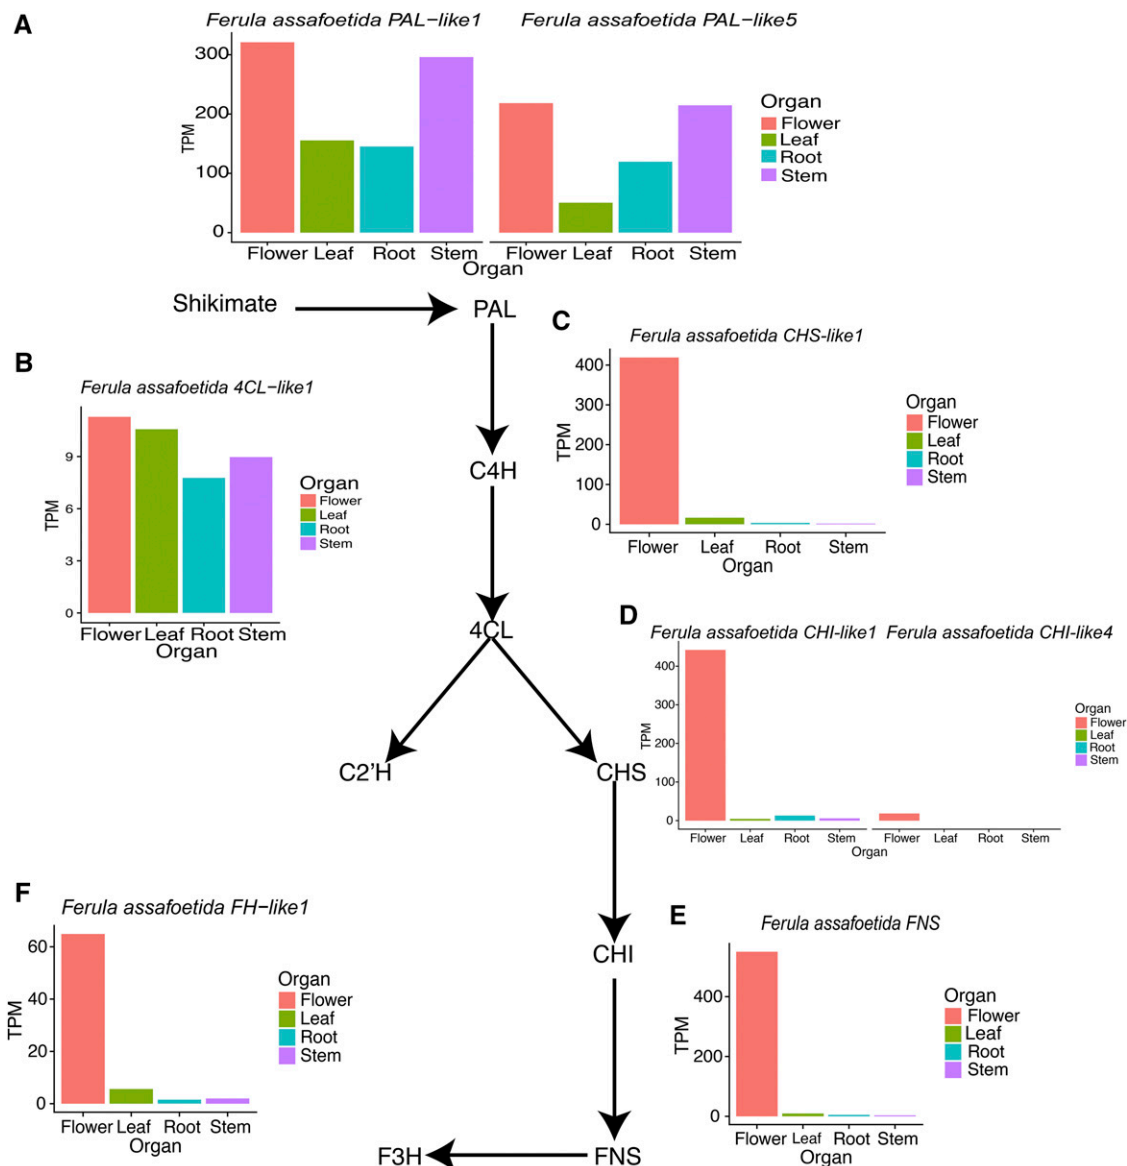 A
Ferula assafoetida PAL−like1 Ferula assafoetida PAL−like5
300
200
100
0
TPM
Flower Leaf Root Stem Flower Leaf Root Stem
Organ
Organ
Flower
Leaf
Root
Stem
Shikimate
PAL
C4H
4CL
C2'H
CHS
CHI
FNS
F3H
B
Ferula assafoetida 4CL−like1
9
6
3
0
TPM
Flower Leaf Root Stem
Organ
Organ
Flower
Leaf
Root
Stem
C
Ferula assafoetida CHS-like1
400
300
200
100
0
TPM
Flower Leaf Root Stem
Organ
Organ
Flower
Leaf
Root
Stem
D
Ferula assafoetida CHI-like1 Ferula assafoetida CHI-like4
400
300
200
100
0
TPM
Flower Leaf Root Stem Flower Leaf Root Stem
Organ
Organ
Flower
Leaf
Root
Stem
F
Ferula assafoetida FH−like1
60
40
20
0
TPM
Flower Leaf Root Stem
Organ
Organ
Flower
Leaf
Root
Stem
E
Ferula assafoetida FNS
400
200
0
TPM
Flower Leaf Root Stem
Organ
Organ
Flower
Leaf
Root
Stem